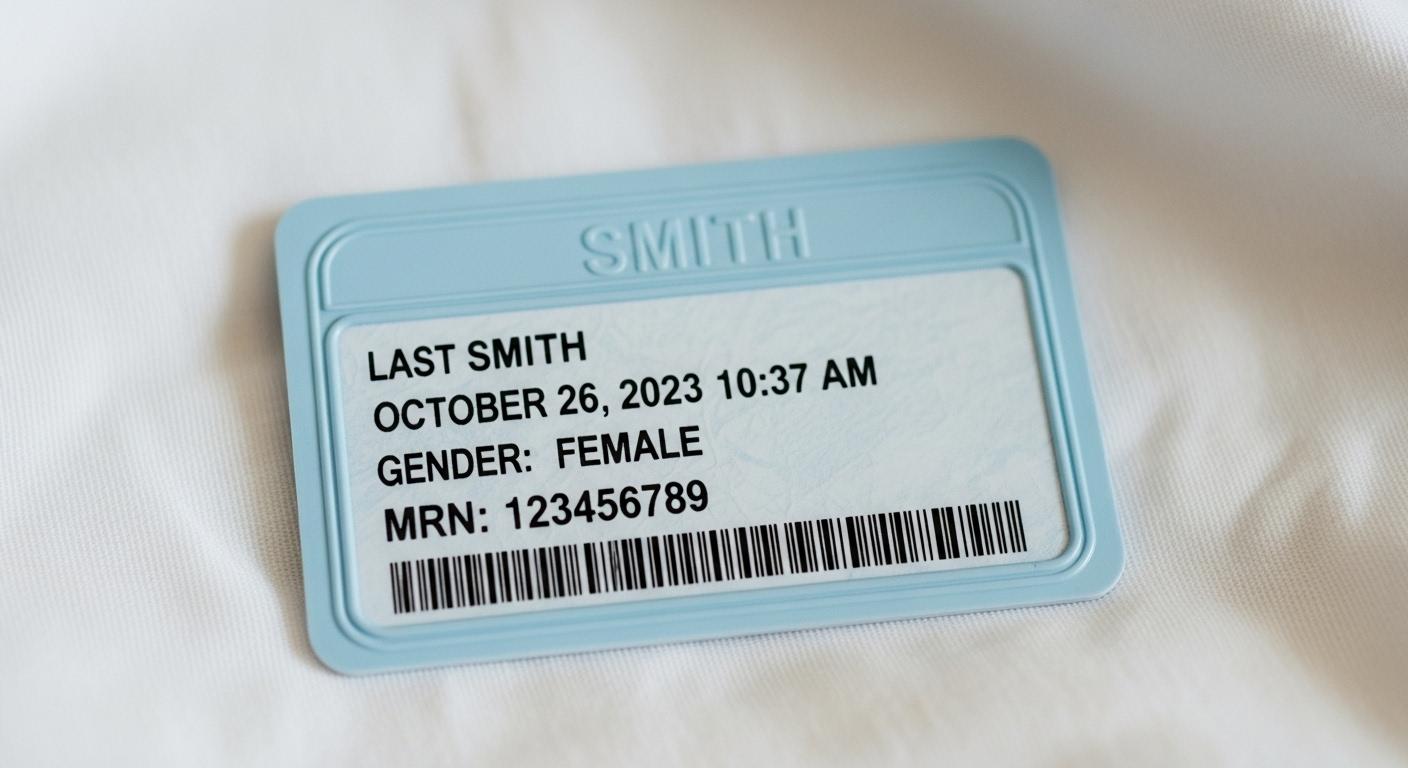 SMITH
LAST SMITH
OCTOBER 26, 2023 10:37 AM
GENDER: FEMALE
MRN: 123456789